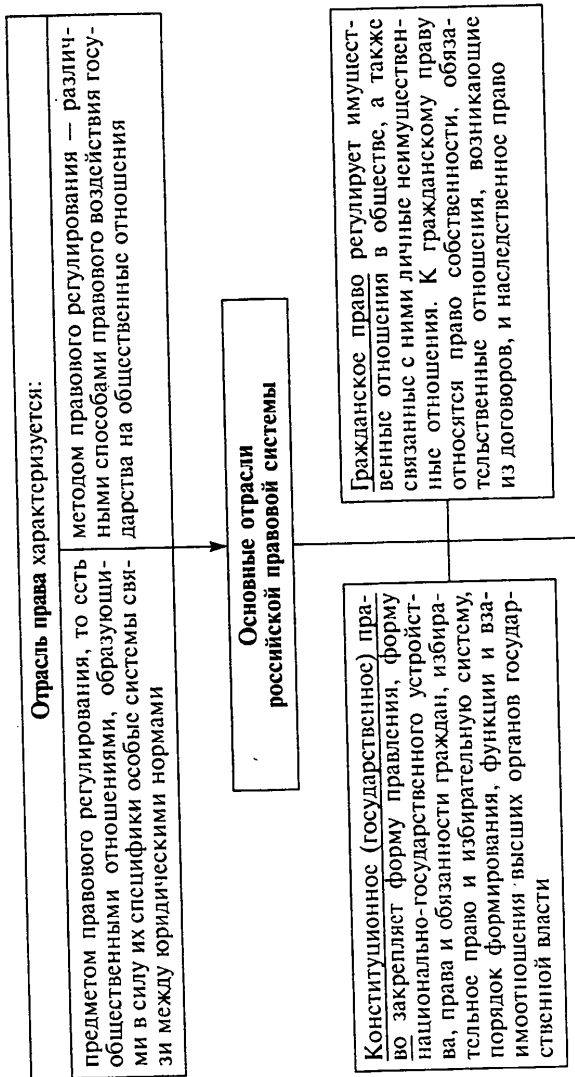 Отрасль права характеризуется:
предметом правового регулирования, то есть
общественными отношениями, образующи-
ми в силу их специфики особые системы свя-
зи между юридическими нормами
методом правового регулирования — различ-
ными способами правового воздействия госу-
дарства на общественные отношения
Основные отрасли
российской правовой системы
Конституционное (государственное) пра-
во закрепляет форму правления, форму
национально-государственного устройст-
ва, права и обязанности граждан, избира-
тельное право и избирательную систему,
порядок формирования, функции и вза-
имоотношения высших органов государ-
ственной власти
Гражданское право регулирует имущест-
венные отношения в обществе, а также
связанные с ними личные неимуществен-
ные отношения. К гражданскому праву
относятся право собственности, обяза-
тельственные отношения, возникающие
из договоров, и наследственное право